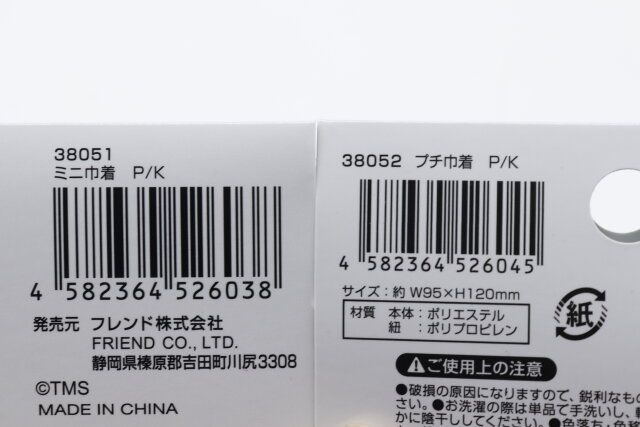 38051
ミニ巾着 P/K
4 582364 526038
発売元 フレンド株式会社
FRIEND CO., LTD.
静岡県榛原郡吉田町川尻3308
©TMS
MADE IN CHINA
38052 プチ巾着 P/K
4 582364 526045
サイズ：約 W95×H120mm
材質 本体：ポリエステル
紐：ポリプロピレン
紙
ご使用上の注意
●破損の原因になりますので、鋭利なもの
さい。●お洗濯の際は単品で手洗いし、
かに陰干ししてください。●色落ち・色移